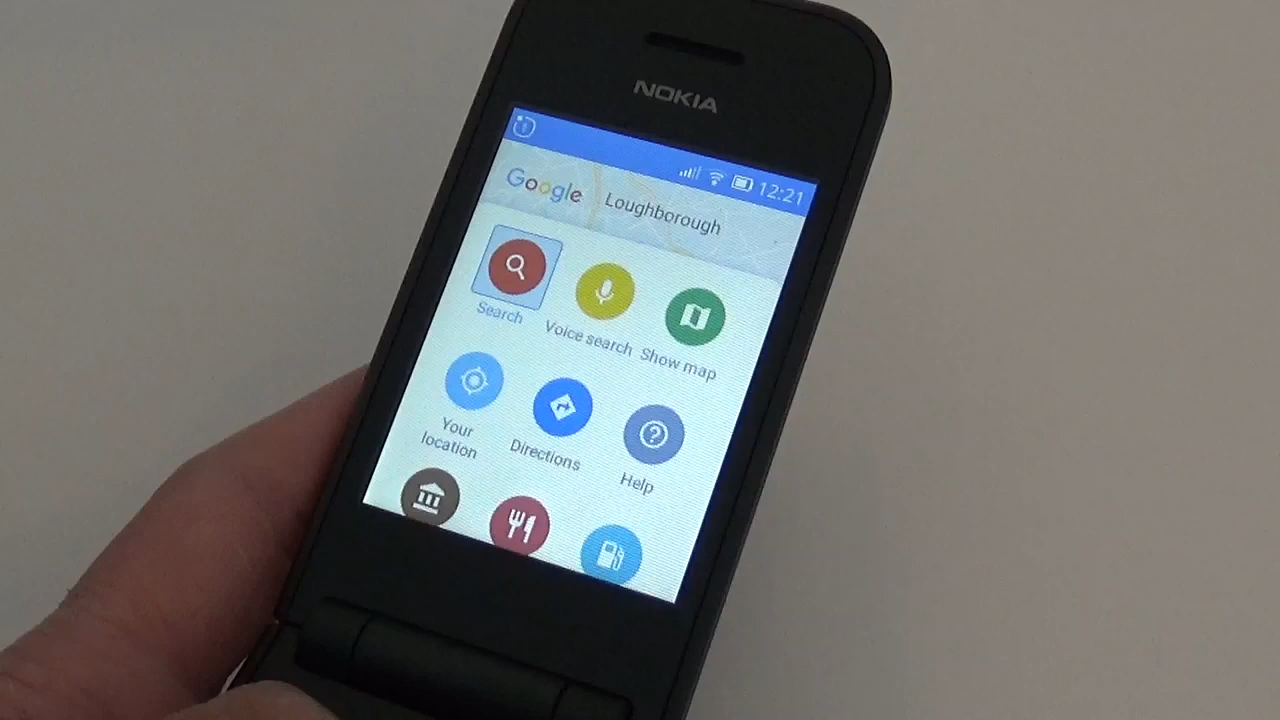 NOKIA
12:21
Google Loughborough
Search
Voice search
Show map
Your
location
Directions
Help